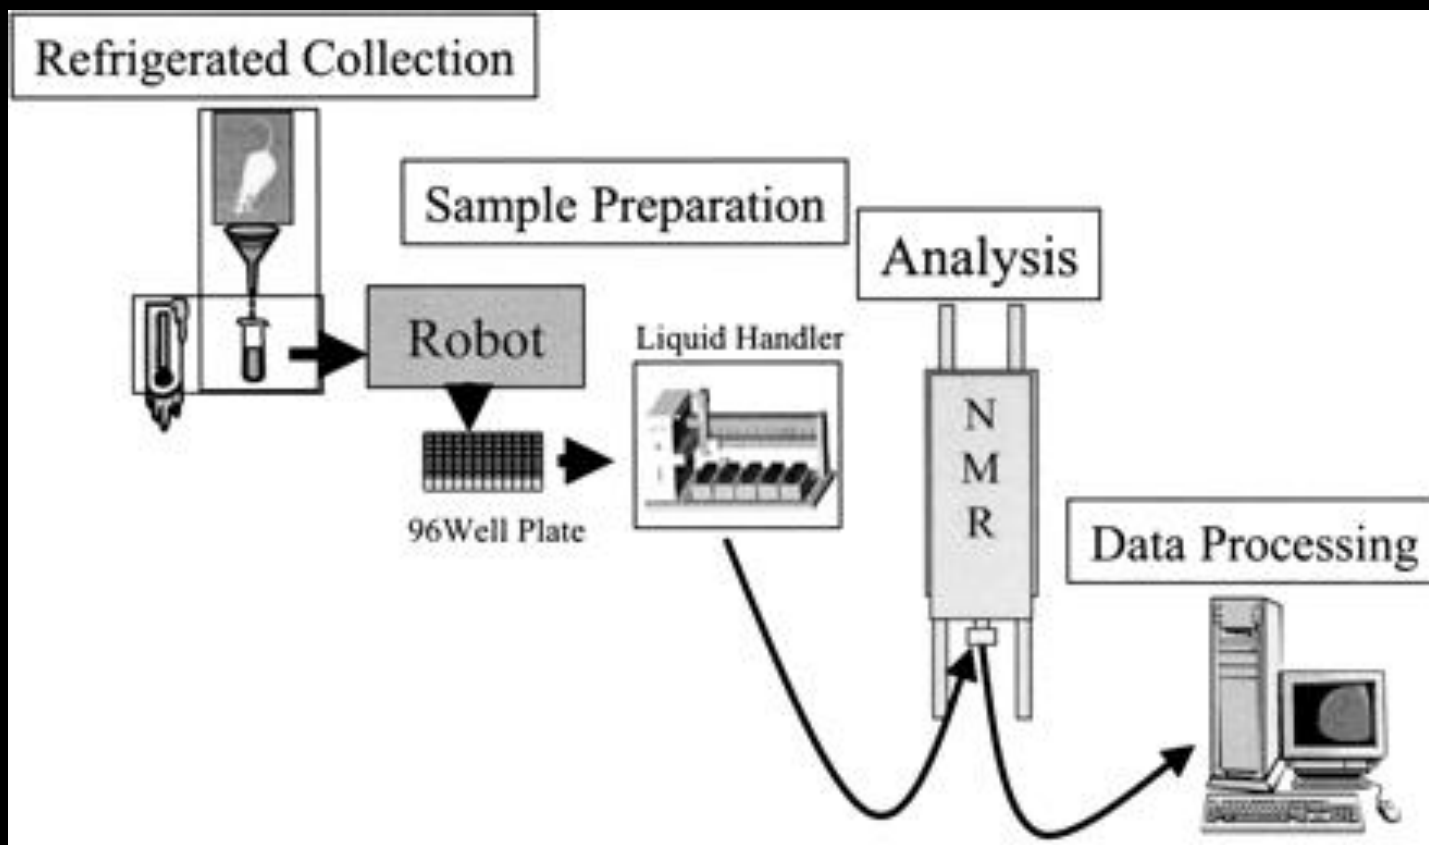 Refrigerated Collection
Sample Preparation
Analysis
Robot
Liquid Handler
N
M
R
96Well Plate
Data Processing